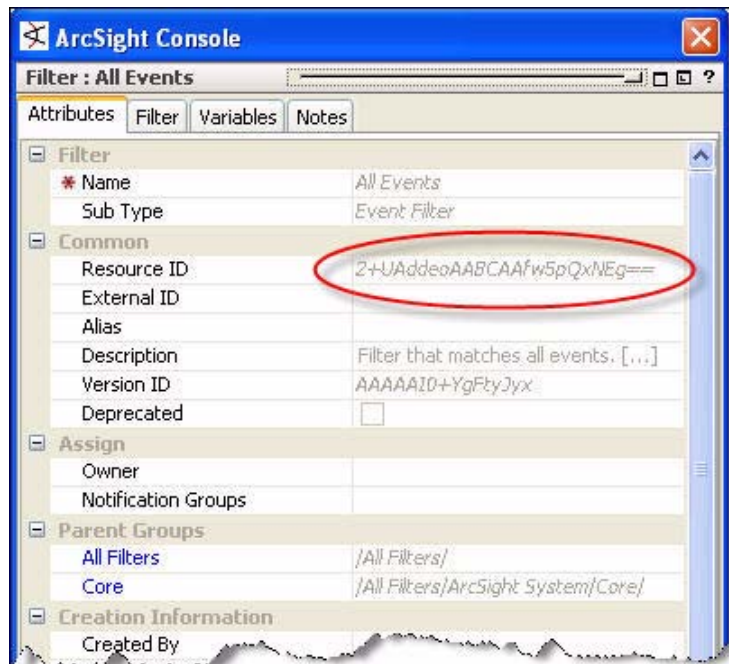 ArcSight Console
Filter : All Events ?
Attributes Filter Variables Notes
Filter
* Name All Events
Sub Type Event Filter
Common
Resource ID 2+UAddeoAABCAAfw5pQxNEg==
External ID
Alias
Description Filter that matches all events. [...]
Version ID AAAAAI0+YgFtyJyx
Deprecated
Assign
Owner
Notification Groups
Parent Groups
All Filters /All Filters/
Core /All Filters/ArcSight System/Core/
Creation Information
Created By